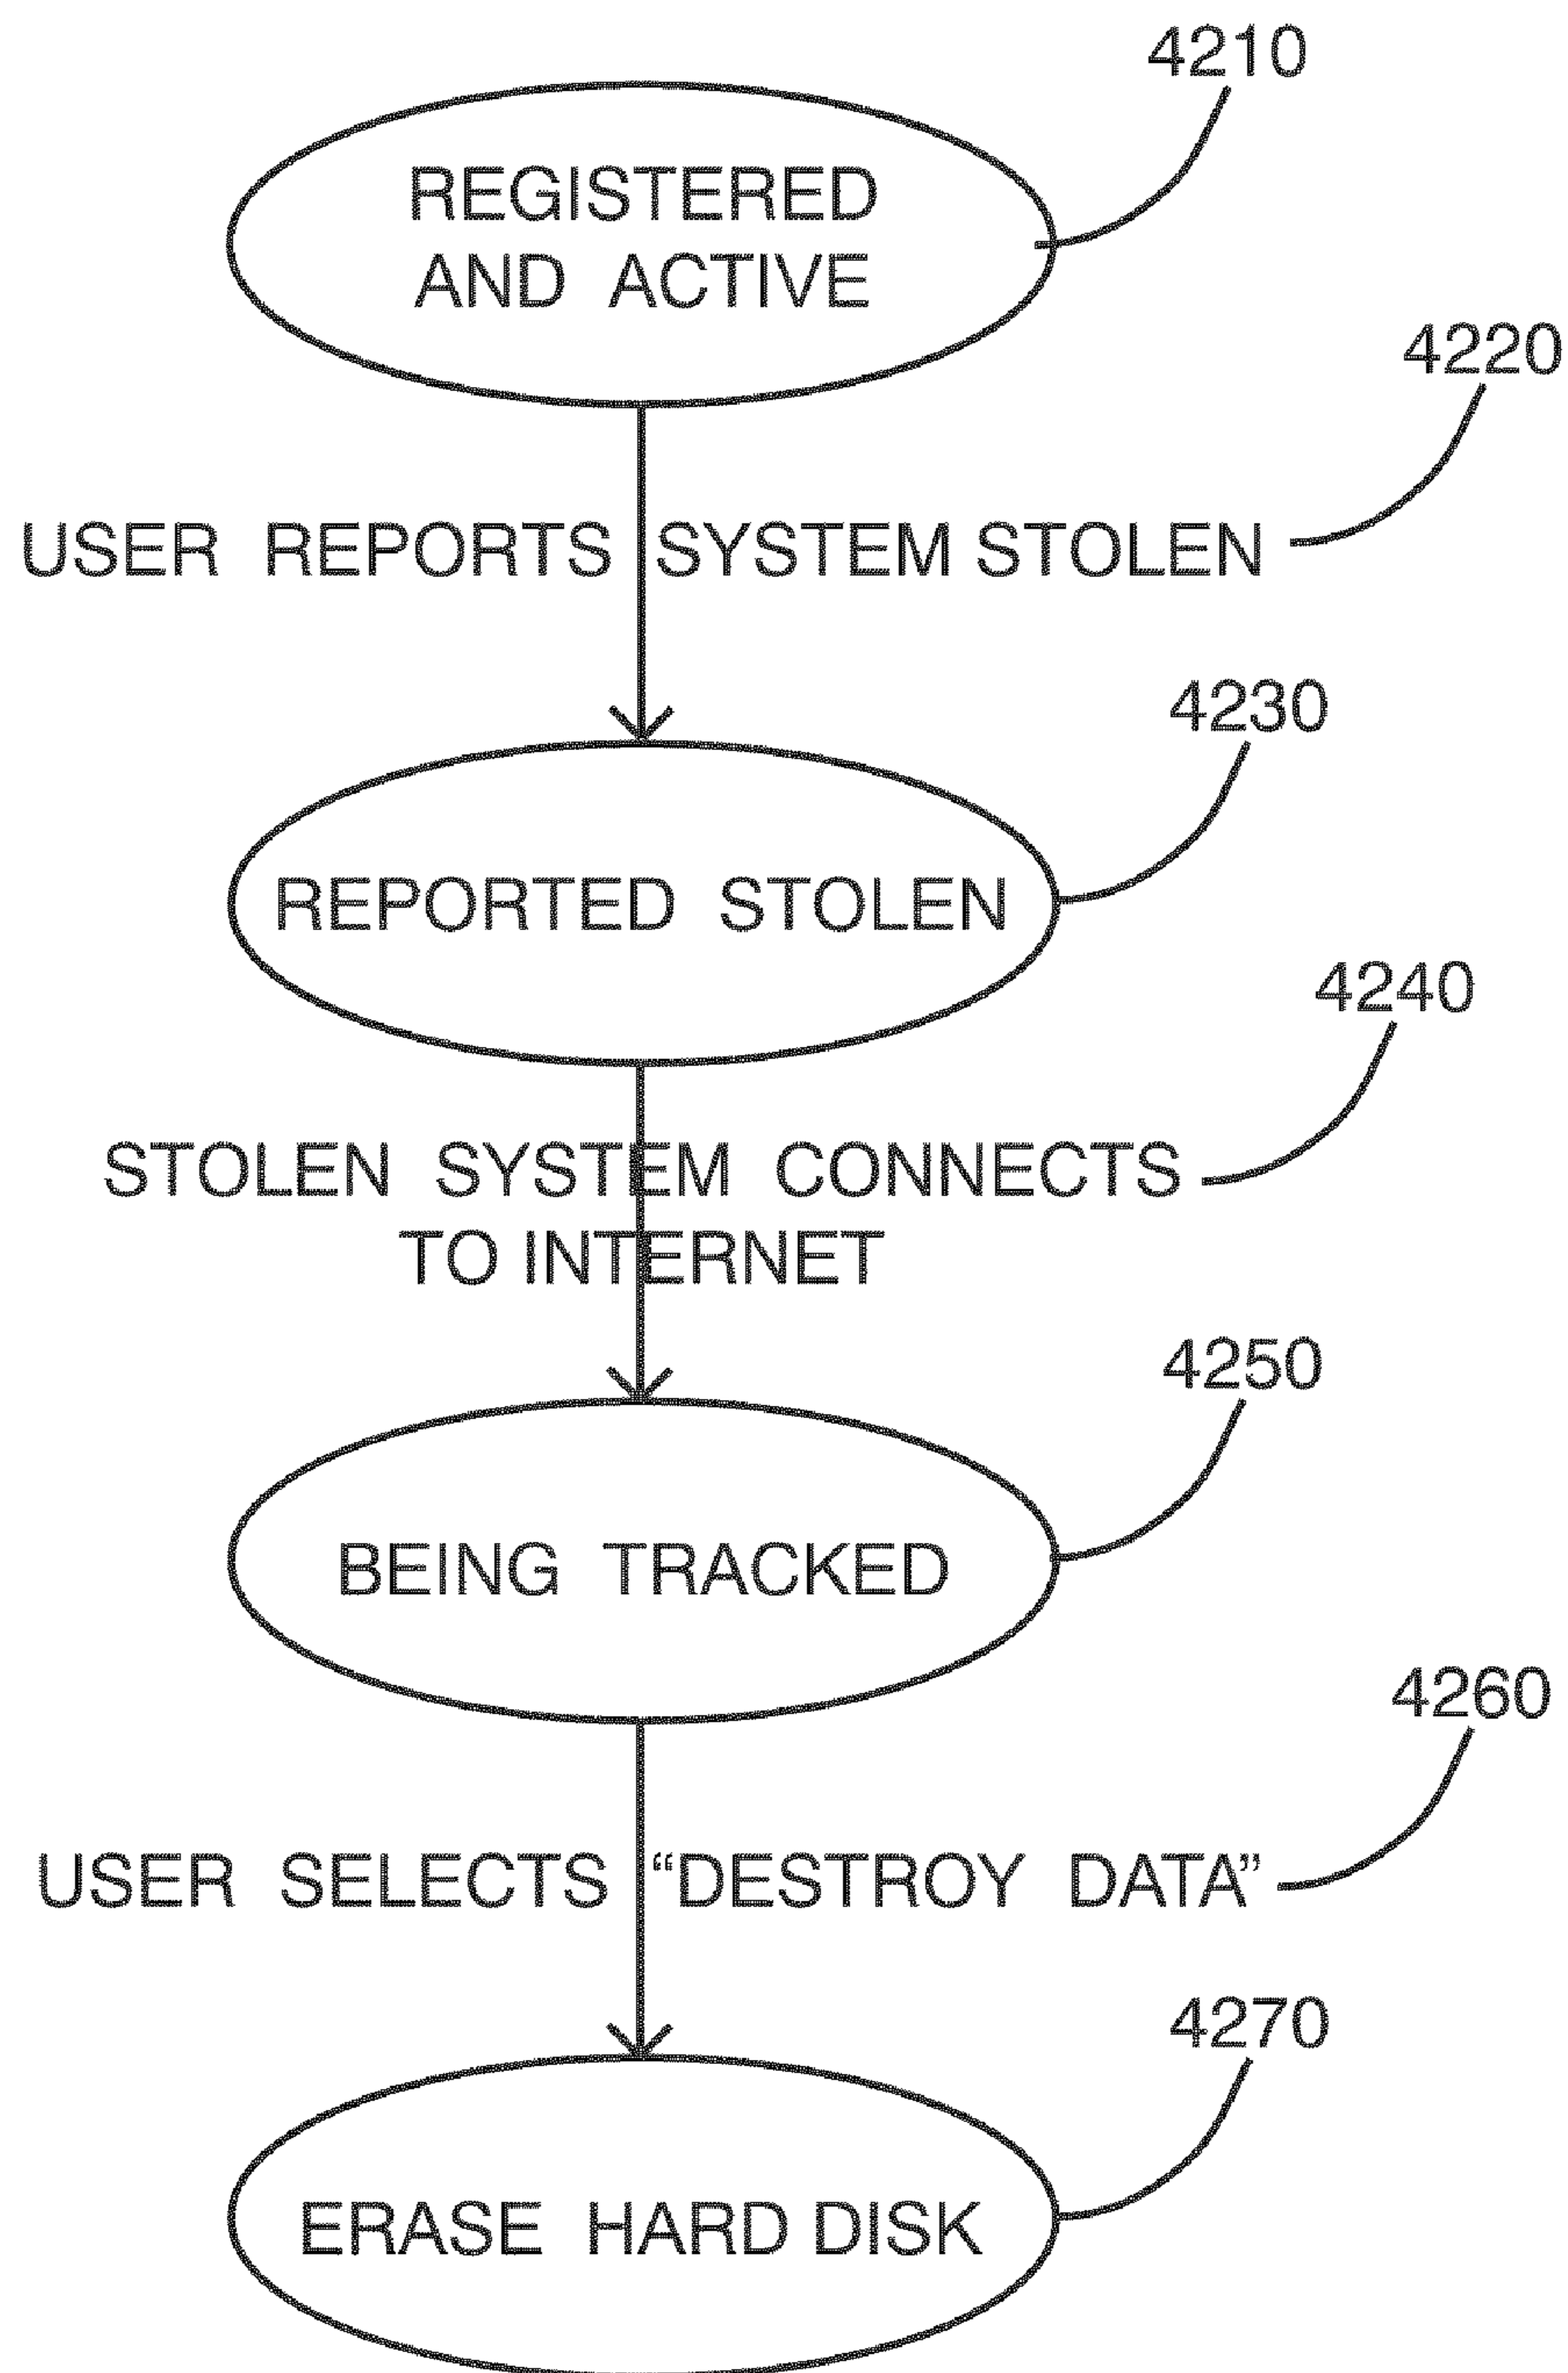 4210
REGISTERED
AND ACTIVE
4220
USER REPORTS SYSTEM STOLEN
4230
REPORTED STOLEN
4240
STOLEN SYSTEM CONNECTS
TO INTERNET
4250
BEING TRACKED
4260
USER SELECTS “DESTROY DATA”
4270
ERASE HARD DISK